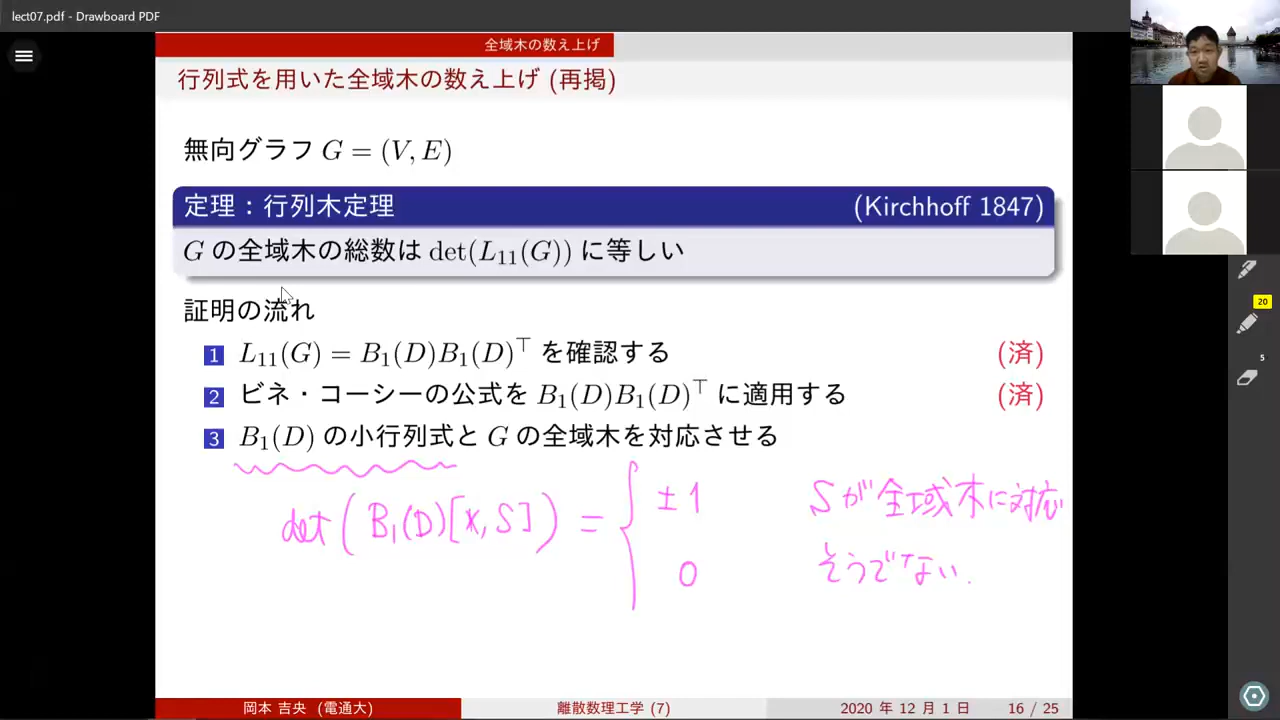 lect07.pdf - Drawboard PDF
全域木の数え上げ
行列式を用いた全域木の数え上げ (再掲)
無向グラフ G = (V, E)
定理：行列木定理 (Kirchhoff 1847)
G の全域木の総数は det(L₁₁(G)) に等しい
証明の流れ
1 L₁₁(G) = B₁(D)B₁(D)⊤ を確認する (済)
2 ビネ・コーシーの公式を B₁(D)B₁(D)⊤ に適用する (済)
3 B₁(D) の小行列式と G の全域木を対応させる
det(B₁(D)[*, S]) = { ±1 Sが全域木に対応
0 そうでない.
岡本 吉央 (電通大) 離散数理工学 (7) 2020 年 12 月 1 日 16 / 25
20
5